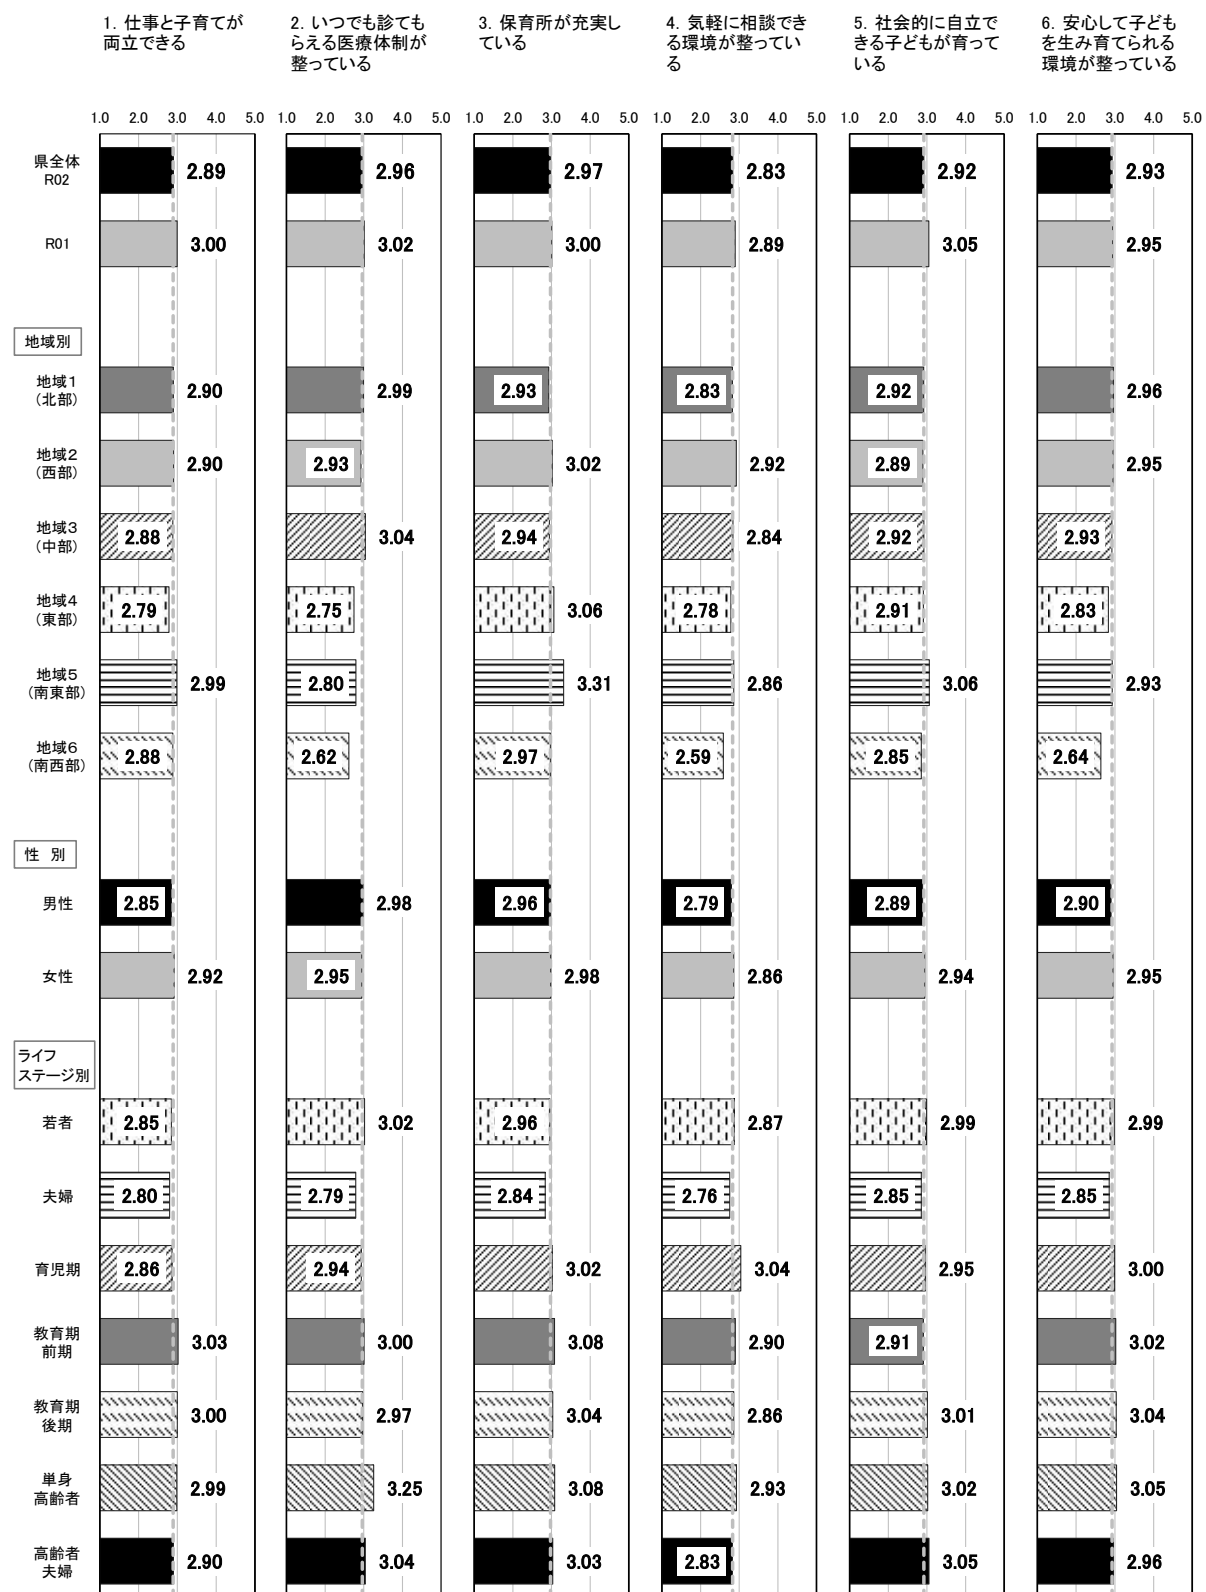 1. 仕事と子育てが
両立できる
2. いつでも診ても
らえる医療体制が
整っている
3. 保育所が充実し
ている
4. 気軽に相談でき
る環境が整ってい
る
5. 社会的に自立で
きる子どもが育って
いる
6. 安心して子ども
を生み育てられる
環境が整っている
1.0 2.0 3.0 4.0 5.0 1.0 2.0 3.0 4.0 5.0 1.0 2.0 3.0 4.0 5.0 1.0 2.0 3.0 4.0 5.0 1.0 2.0 3.0 4.0 5.0 1.0 2.0 3.0 4.0 5.0
県全体
R02
2.89 2.96 2.97 2.83 2.92 2.93
R01 3.00 3.02 3.00 2.89 3.05 2.95
地域別
地域1
(北部)
2.90 2.99 2.93 2.83 2.92 2.96
地域2
(西部)
2.90 2.93 3.02 2.92 2.89 2.95
地域3
(中部)
2.88 3.04 2.94 2.84 2.92 2.93
地域4
(東部)
2.79 2.75 3.06 2.78 2.91 2.83
地域5
(南東部)
2.99 2.80 3.31 2.86 3.06 2.93
地域6
(南西部)
2.88 2.62 2.97 2.59 2.85 2.64
性 別
男性 2.85 2.98 2.96 2.79 2.89 2.90
女性 2.92 2.95 2.98 2.86 2.94 2.95
ライフ
ステージ別
若者 2.85 3.02 2.96 2.87 2.99 2.99
夫婦 2.80 2.79 2.84 2.76 2.85 2.85
育児期 2.86 2.94 3.02 3.04 2.95 3.00
教育期
前期
3.03 3.00 3.08 2.90 2.91 3.02
教育期
後期
3.00 2.97 3.04 2.86 3.01 3.04
単身
高齢者
2.99 3.25 3.08 2.93 3.02 3.05
高齢者
夫婦
2.90 3.04 3.03 2.83 3.05 2.96